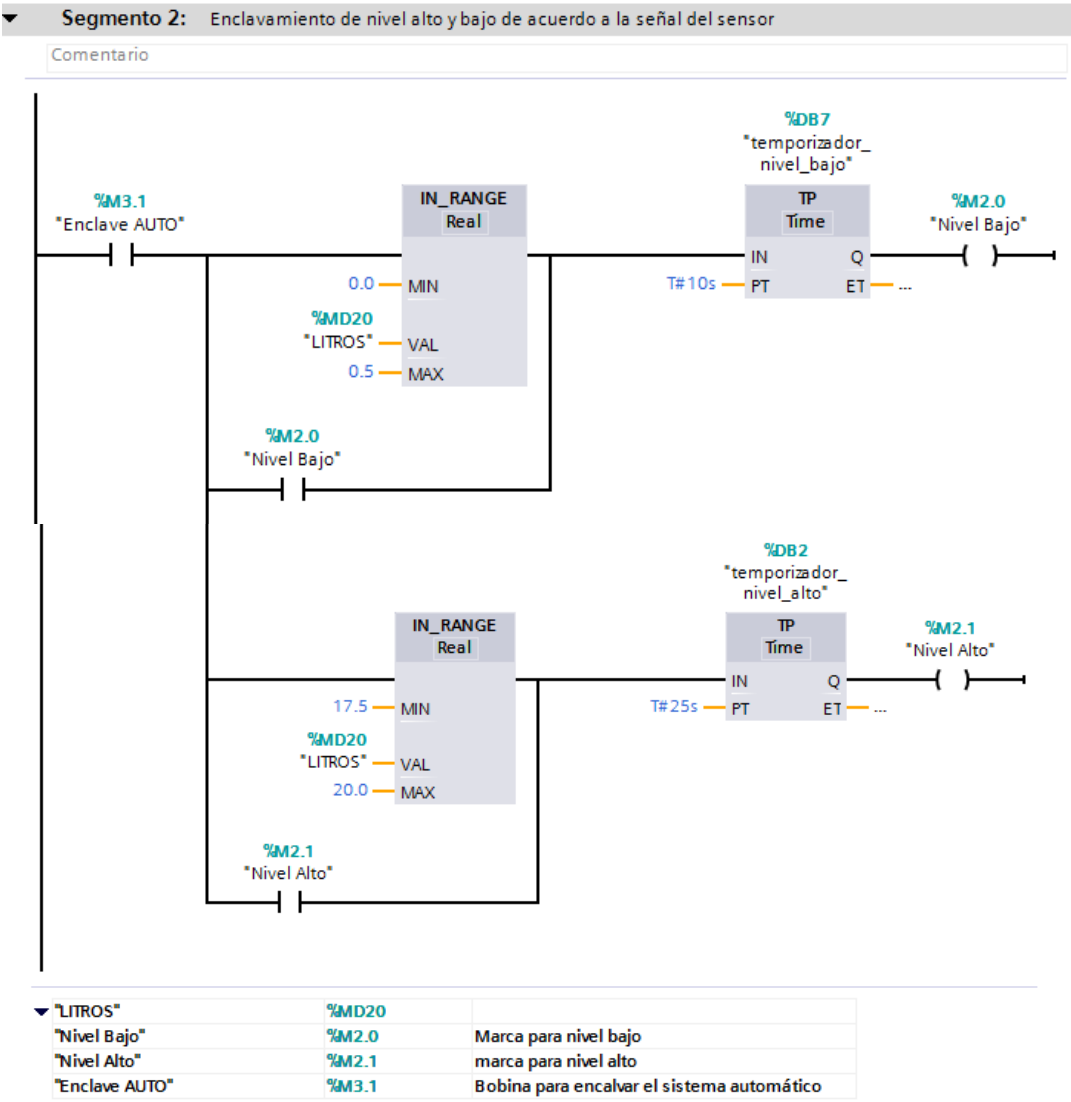 Segmento 2: Enclavamiento de nivel alto y bajo de acuerdo a la señal del sensor
Comentario
%DB7
"temporizador_
nivel_bajo"
%M3.1
"Enclave AUTO"
IN_RANGE
Real
TP
Time
%M2.0
"Nivel Bajo"
IN Q
0.0 MIN
T#10s PT ET ...
%MD20
"LITROS" VAL
0.5 MAX
%M2.0
"Nivel Bajo"
%DB2
"temporizador_
nivel_alto"
IN_RANGE
Real
TP
Time
%M2.1
"Nivel Alto"
IN Q
17.5 MIN
T#25s PT ET ...
%MD20
"LITROS" VAL
20.0 MAX
%M2.1
"Nivel Alto"
"LITROS" %MD20
"Nivel Bajo" %M2.0 Marca para nivel bajo
"Nivel Alto" %M2.1 marca para nivel alto
"Enclave AUTO" %M3.1 Bobina para encalvar el sistema automático